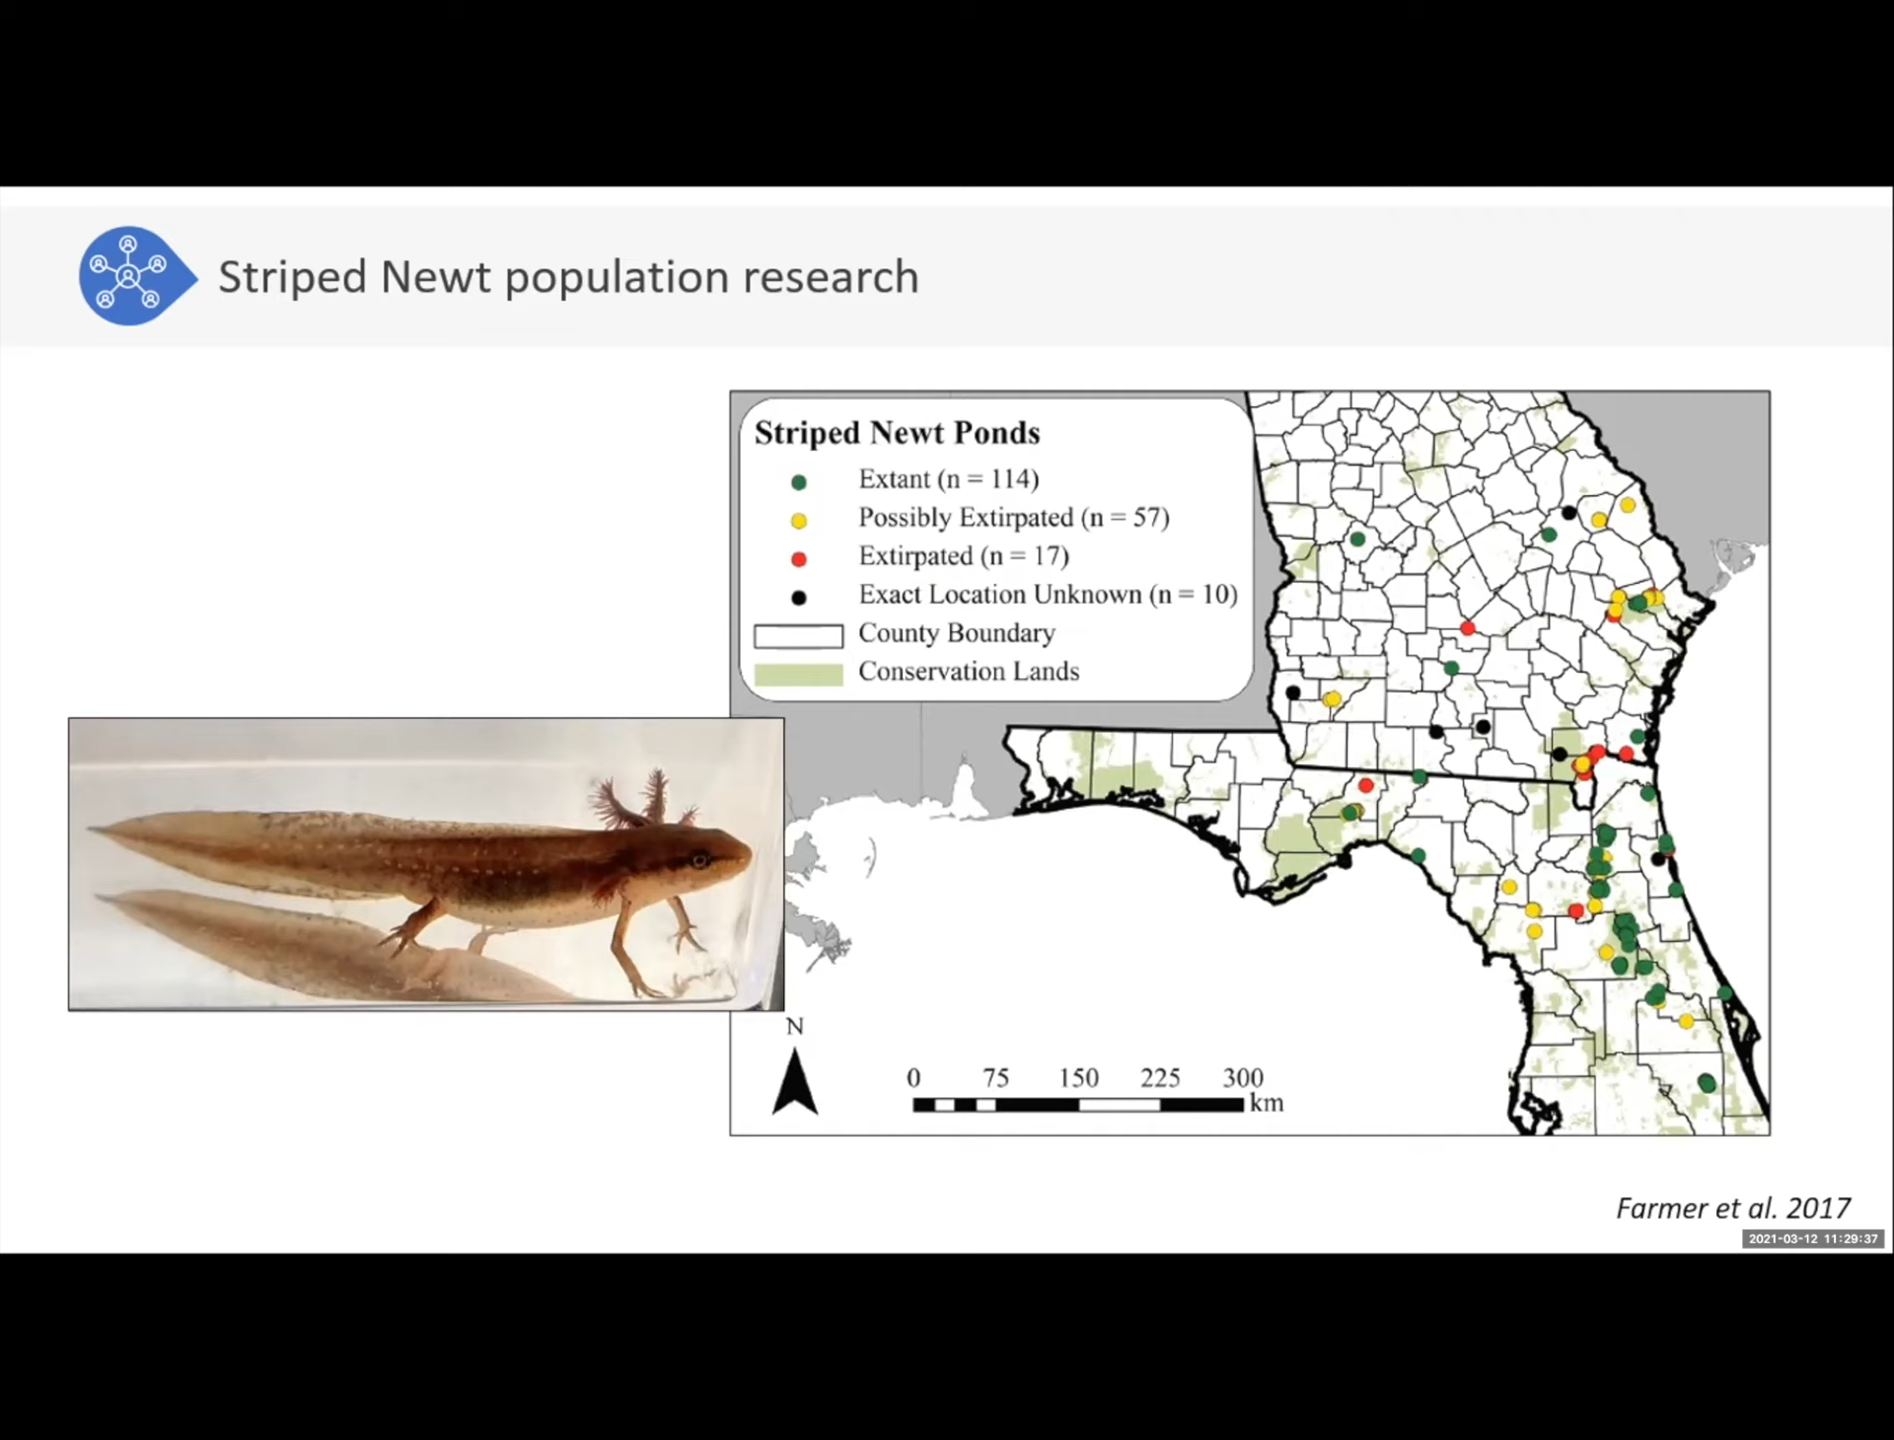 Striped Newt population research
Striped Newt Ponds
Extant (n = 114)
Possibly Extirpated (n = 57)
Extirpated (n = 17)
Exact Location Unknown (n = 10)
County Boundary
Conservation Lands
N
0 75 150 225 300
km
Farmer et al. 2017
2021-03-12 11:29:37